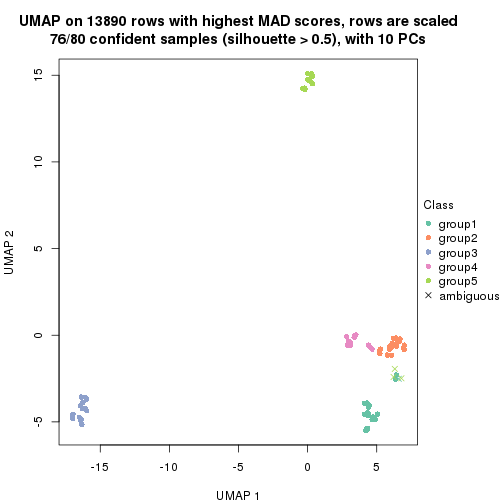 UMAP on 13890 rows with highest MAD scores, rows are scaled
76/80 confident samples (silhouette > 0.5), with 10 PCs
15
10
5
0
-5
UMAP 2
-15
-10
-5
0
5
UMAP 1
Class
group1
group2
group3
group4
group5
ambiguous